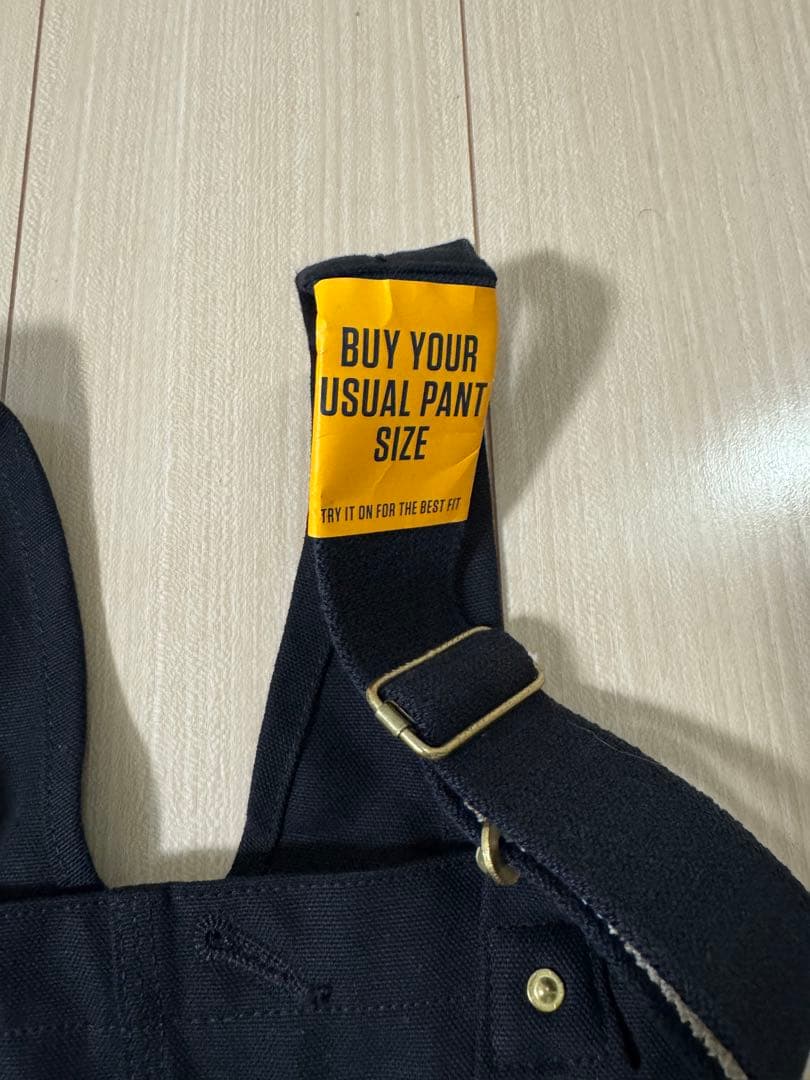 BUY YOUR
USUAL PANT
SIZE
TRY IT ON FOR THE BEST FIT